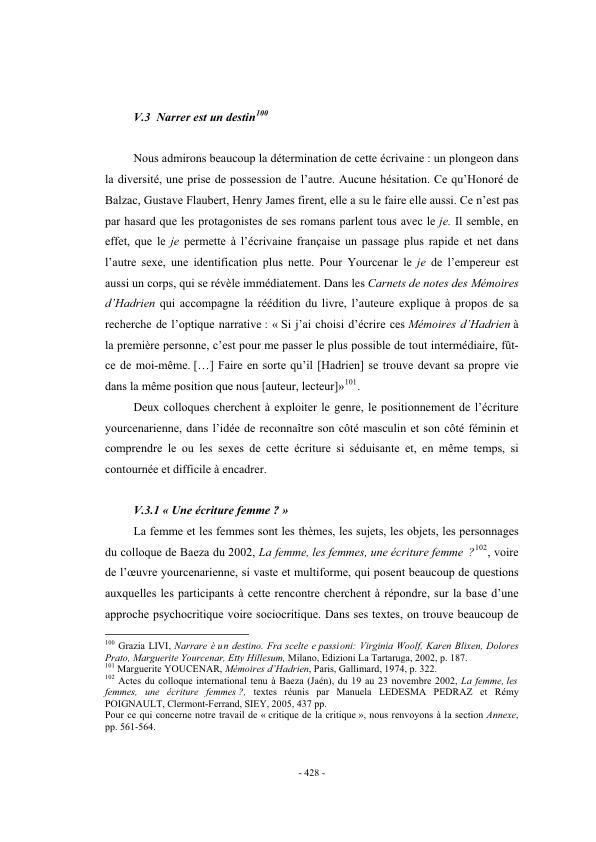 V.3 Narrer est un destin100
Nous admirons beaucoup la détermination de cette écrivaine : un plongeon dans
la diversité, une prise de possession de l'autre. Aucune hésitation. Ce qu'Honoré de
Balzac, Gustave Flaubert, Henry James firent, elle a su le faire elle aussi. Ce n'est pas
par hasard que les protagonistes de ses romans parlent tous avec le je. Il semble, en
effet, que le je permette à l'écrivaine française un passage plus rapide et net dans
l'autre sexe, une identification plus nette. Pour Yourcenar le je de l'empereur est
aussi un corps, qui se révèle immédiatement. Dans les Carnets de notes des Mémoires
d'Hadrien qui accompagne la réédition du livre, l'auteure explique à propos de sa
recherche de l'optique narrative : « Si j'ai choisi d'écrire ces Mémoires d'Hadrien à
la première personne, c'est pour me passer le plus possible de tout intermédiaire, fût-
ce de moi-même. […] Faire en sorte qu'il [Hadrien] se trouve devant sa propre vie
dans la même position que nous [auteur, lecteur]»101.
Deux colloques cherchent à exploiter le genre, le positionnement de l'écriture
yourcenarienne, dans l'idée de reconnaître son côté masculin et son côté féminin et
comprendre le ou les sexes de cette écriture si séduisante et, en même temps, si
contournée et difficile à encadrer.
V.3.1 « Une écriture femme ? »
La femme et les femmes sont les thèmes, les sujets, les objets, les personnages
du colloque de Baeza du 2002, La femme, les femmes, une écriture femme ?102, voire
de l'œuvre yourcenarienne, si vaste et multiforme, qui posent beaucoup de questions
auxquelles les participants à cette rencontre cherchent à répondre, sur la base d'une
approche psychocritique voire sociocritique. Dans ses textes, on trouve beaucoup de
100 Grazia LIVI, Narrare è un destino. Fra scelte e passioni: Virginia Woolf, Karen Blixen, Dolores
Prato, Marguerite Yourcenar, Etty Hillesum, Milano, Edizioni La Tartaruga, 2002, p. 187.
101 Marguerite YOUCENAR, Mémoires d'Hadrien, Paris, Gallimard, 1974, p. 322.
102 Actes du colloque international tenu à Baeza (Jaén), du 19 au 23 novembre 2002, La femme, les
femmes, une écriture femmes ?, textes réunis par Manuela LEDESMA PEDRAZ et Rémy
POIGNAULT, Clermont-Ferrand, SIEY, 2005, 437 pp.
Pour ce qui concerne notre travail de « critique de la critique », nous renvoyons à la section Annexe,
pp. 561-564.
- 428 -